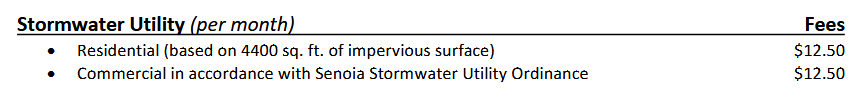 Stormwater Utility (per month) Fees
• Residential (based on 4400 sq. ft. of impervious surface) $12.50
• Commercial in accordance with Senoia Stormwater Utility Ordinance $12.50